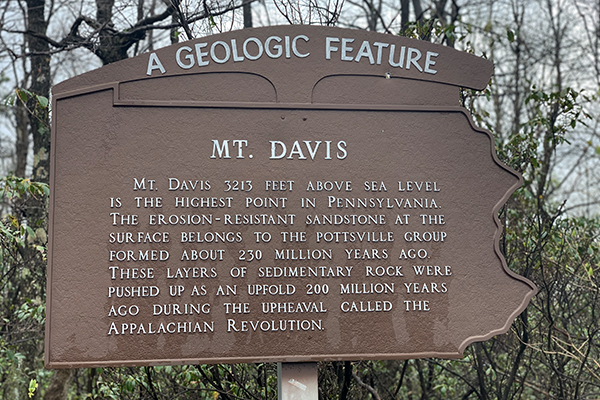 A GEOLOGIC FEATURE
MT. DAVIS
MT. DAVIS 3213 FEET ABOVE SEA LEVEL
IS THE HIGHEST POINT IN PENNSYLVANIA.
THE EROSION-RESISTANT SANDSTONE AT THE
SURFACE BELONGS TO THE POTTSVILLE GROUP
FORMED ABOUT 230 MILLION YEARS AGO.
THESE LAYERS OF SEDIMENTARY ROCK WERE
PUSHED UP AS AN UPFOLD 200 MILLION YEARS
AGO DURING THE UPHEAVAL CALLED THE
APPALACHIAN REVOLUTION.